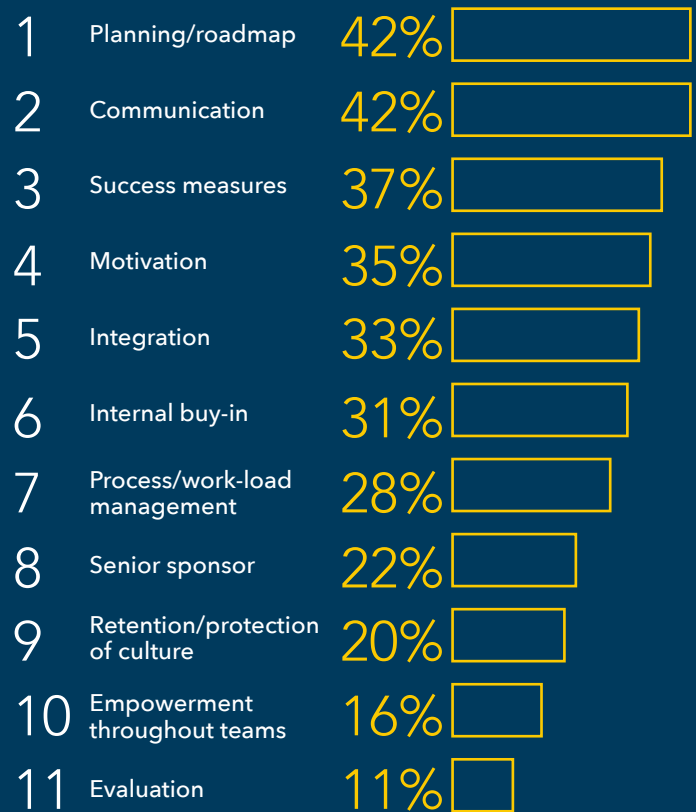 1 Planning/roadmap 42%
2 Communication 42%
3 Success measures 37%
4 Motivation 35%
5 Integration 33%
6 Internal buy-in 31%
7 Process/work-load
management 28%
8 Senior sponsor 22%
9 Retention/protection
of culture 20%
10 Empowerment
throughout teams 16%
11 Evaluation 11%